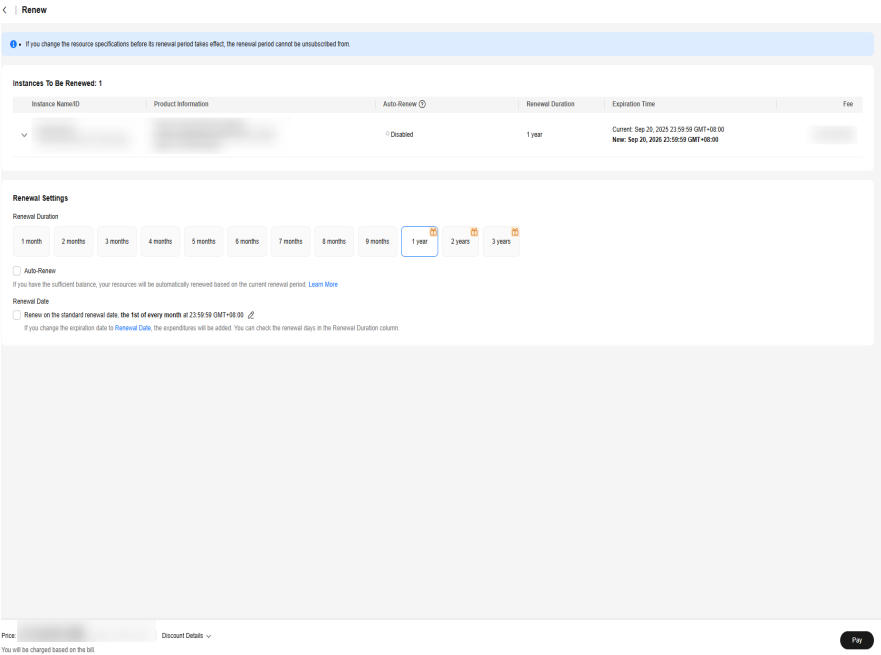 Renew
If you change the resource specifications before its renewal period takes effect, the renewal period cannot be unsubscribed from.
Instances To Be Renewed: 1
Instance Name/ID Product Information Auto-Renew Renewal Duration Expiration Time Fee
Disabled 1 year Current: Sep 20, 2025 23:59:59 GMT+08:00
New: Sep 20, 2026 23:59:59 GMT+08:00
Renewal Settings
Renewal Duration
1 month 2 months 3 months 4 months 5 months 6 months 7 months 8 months 9 months 1 year 2 years 3 years
Auto-Renew
If you have the sufficient balance, your resources will be automatically renewed based on the current renewal period. Learn More
Renewal Date
Renew on the standard renewal date, the 1st of every month at 23:59:59 GMT+08:00
If you change the expiration date to Renewal Date, the expenditures will be added. You can check the renewal days in the Renewal Duration column.
Price: Discount Details
Pay
You will be charged based on the bill.